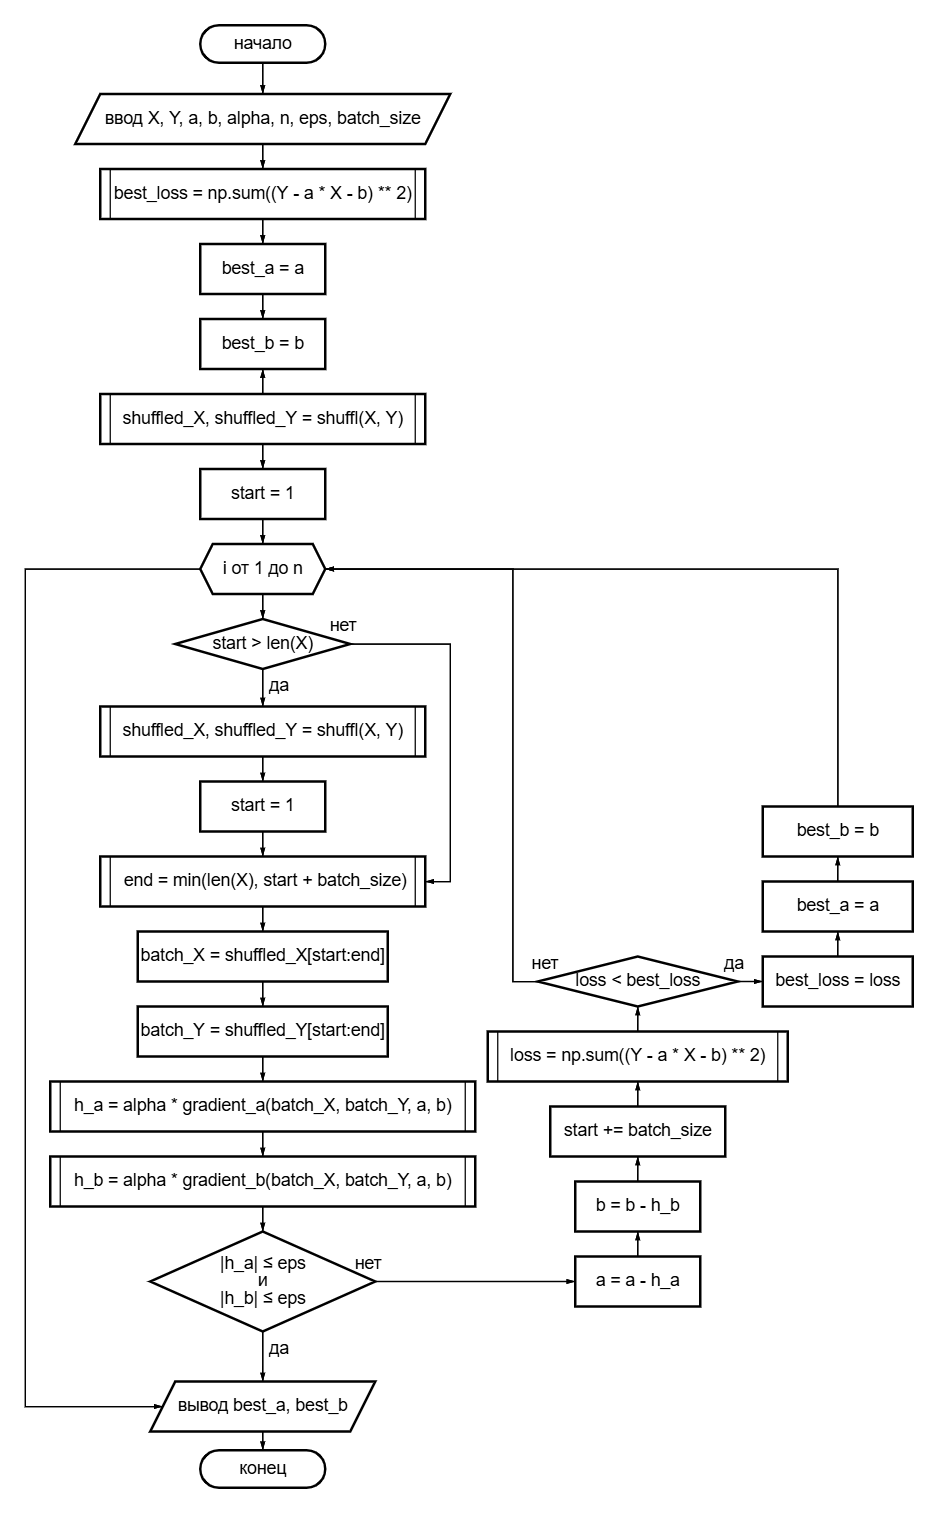 начало
ввод X, Y, a, b, alpha, n, eps, batch_size
best_loss = np.sum((Y - a * X - b) ** 2)
best_a = a
best_b = b
shuffled_X, shuffled_Y = shuffl(X, Y)
start = 1
i от 1 до n
start > len(X)
нет
да
shuffled_X, shuffled_Y = shuffl(X, Y)
start = 1
end = min(len(X), start + batch_size)
batch_X = shuffled_X[start:end]
batch_Y = shuffled_Y[start:end]
h_a = alpha * gradient_a(batch_X, batch_Y, a, b)
h_b = alpha * gradient_b(batch_X, batch_Y, a, b)
|h_a| ≤ eps
и
|h_b| ≤ eps
нет
да
a = a - h_a
b = b - h_b
start += batch_size
loss = np.sum((Y - a * X - b) ** 2)
loss < best_loss
нет
да
best_loss = loss
best_a = a
best_b = b
вывод best_a, best_b
конец